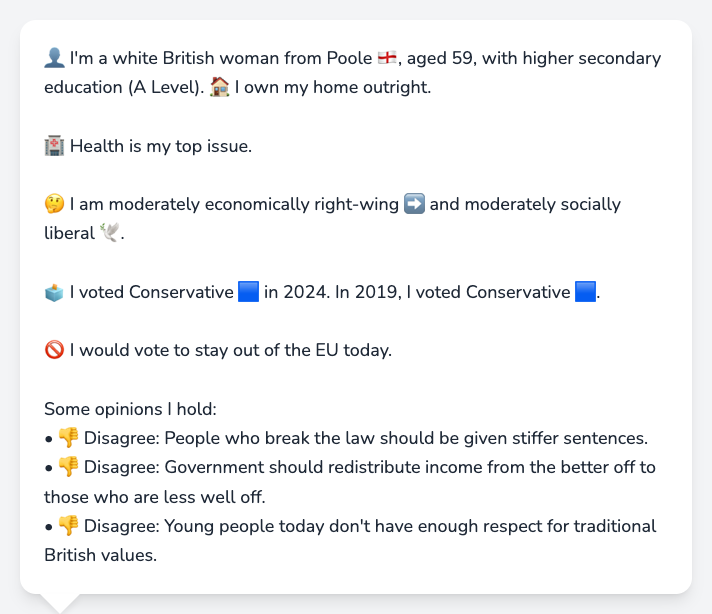 👤 I'm a white British woman from Poole 🏴󠁧󠁢󠁥󠁮󠁧󠁿, aged 59, with higher secondary
education (A Level). 🏠 I own my home outright.
🏥 Health is my top issue.
🤔 I am moderately economically right-wing ➡️ and moderately socially
liberal 🕊️.
🗳️ I voted Conservative 🟦 in 2024. In 2019, I voted Conservative 🟦.
🚫 I would vote to stay out of the EU today.
Some opinions I hold:
• 👎 Disagree: People who break the law should be given stiffer sentences.
• 👎 Disagree: Government should redistribute income from the better off to
those who are less well off.
• 👎 Disagree: Young people today don't have enough respect for traditional
British values.